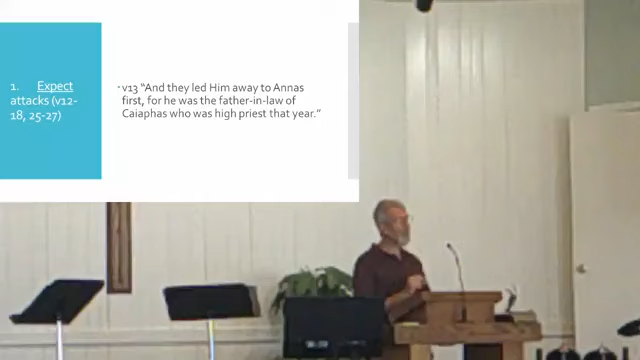 1. Expect
attacks (v12-
18, 25-27)
v13 “And they led Him away to Annas
first, for he was the father-in-law of
Caiaphas who was high priest that year.”